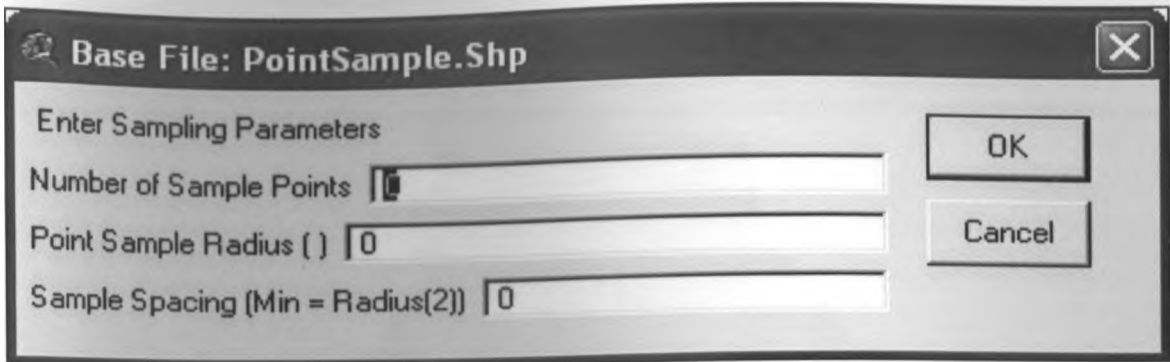 Base File: PointSample.Shp
Enter Sampling Parameters
Number of Sample Points
Point Sample Radius ( ) 0
Sample Spacing (Min = Radius(2)) 0
OK
Cancel